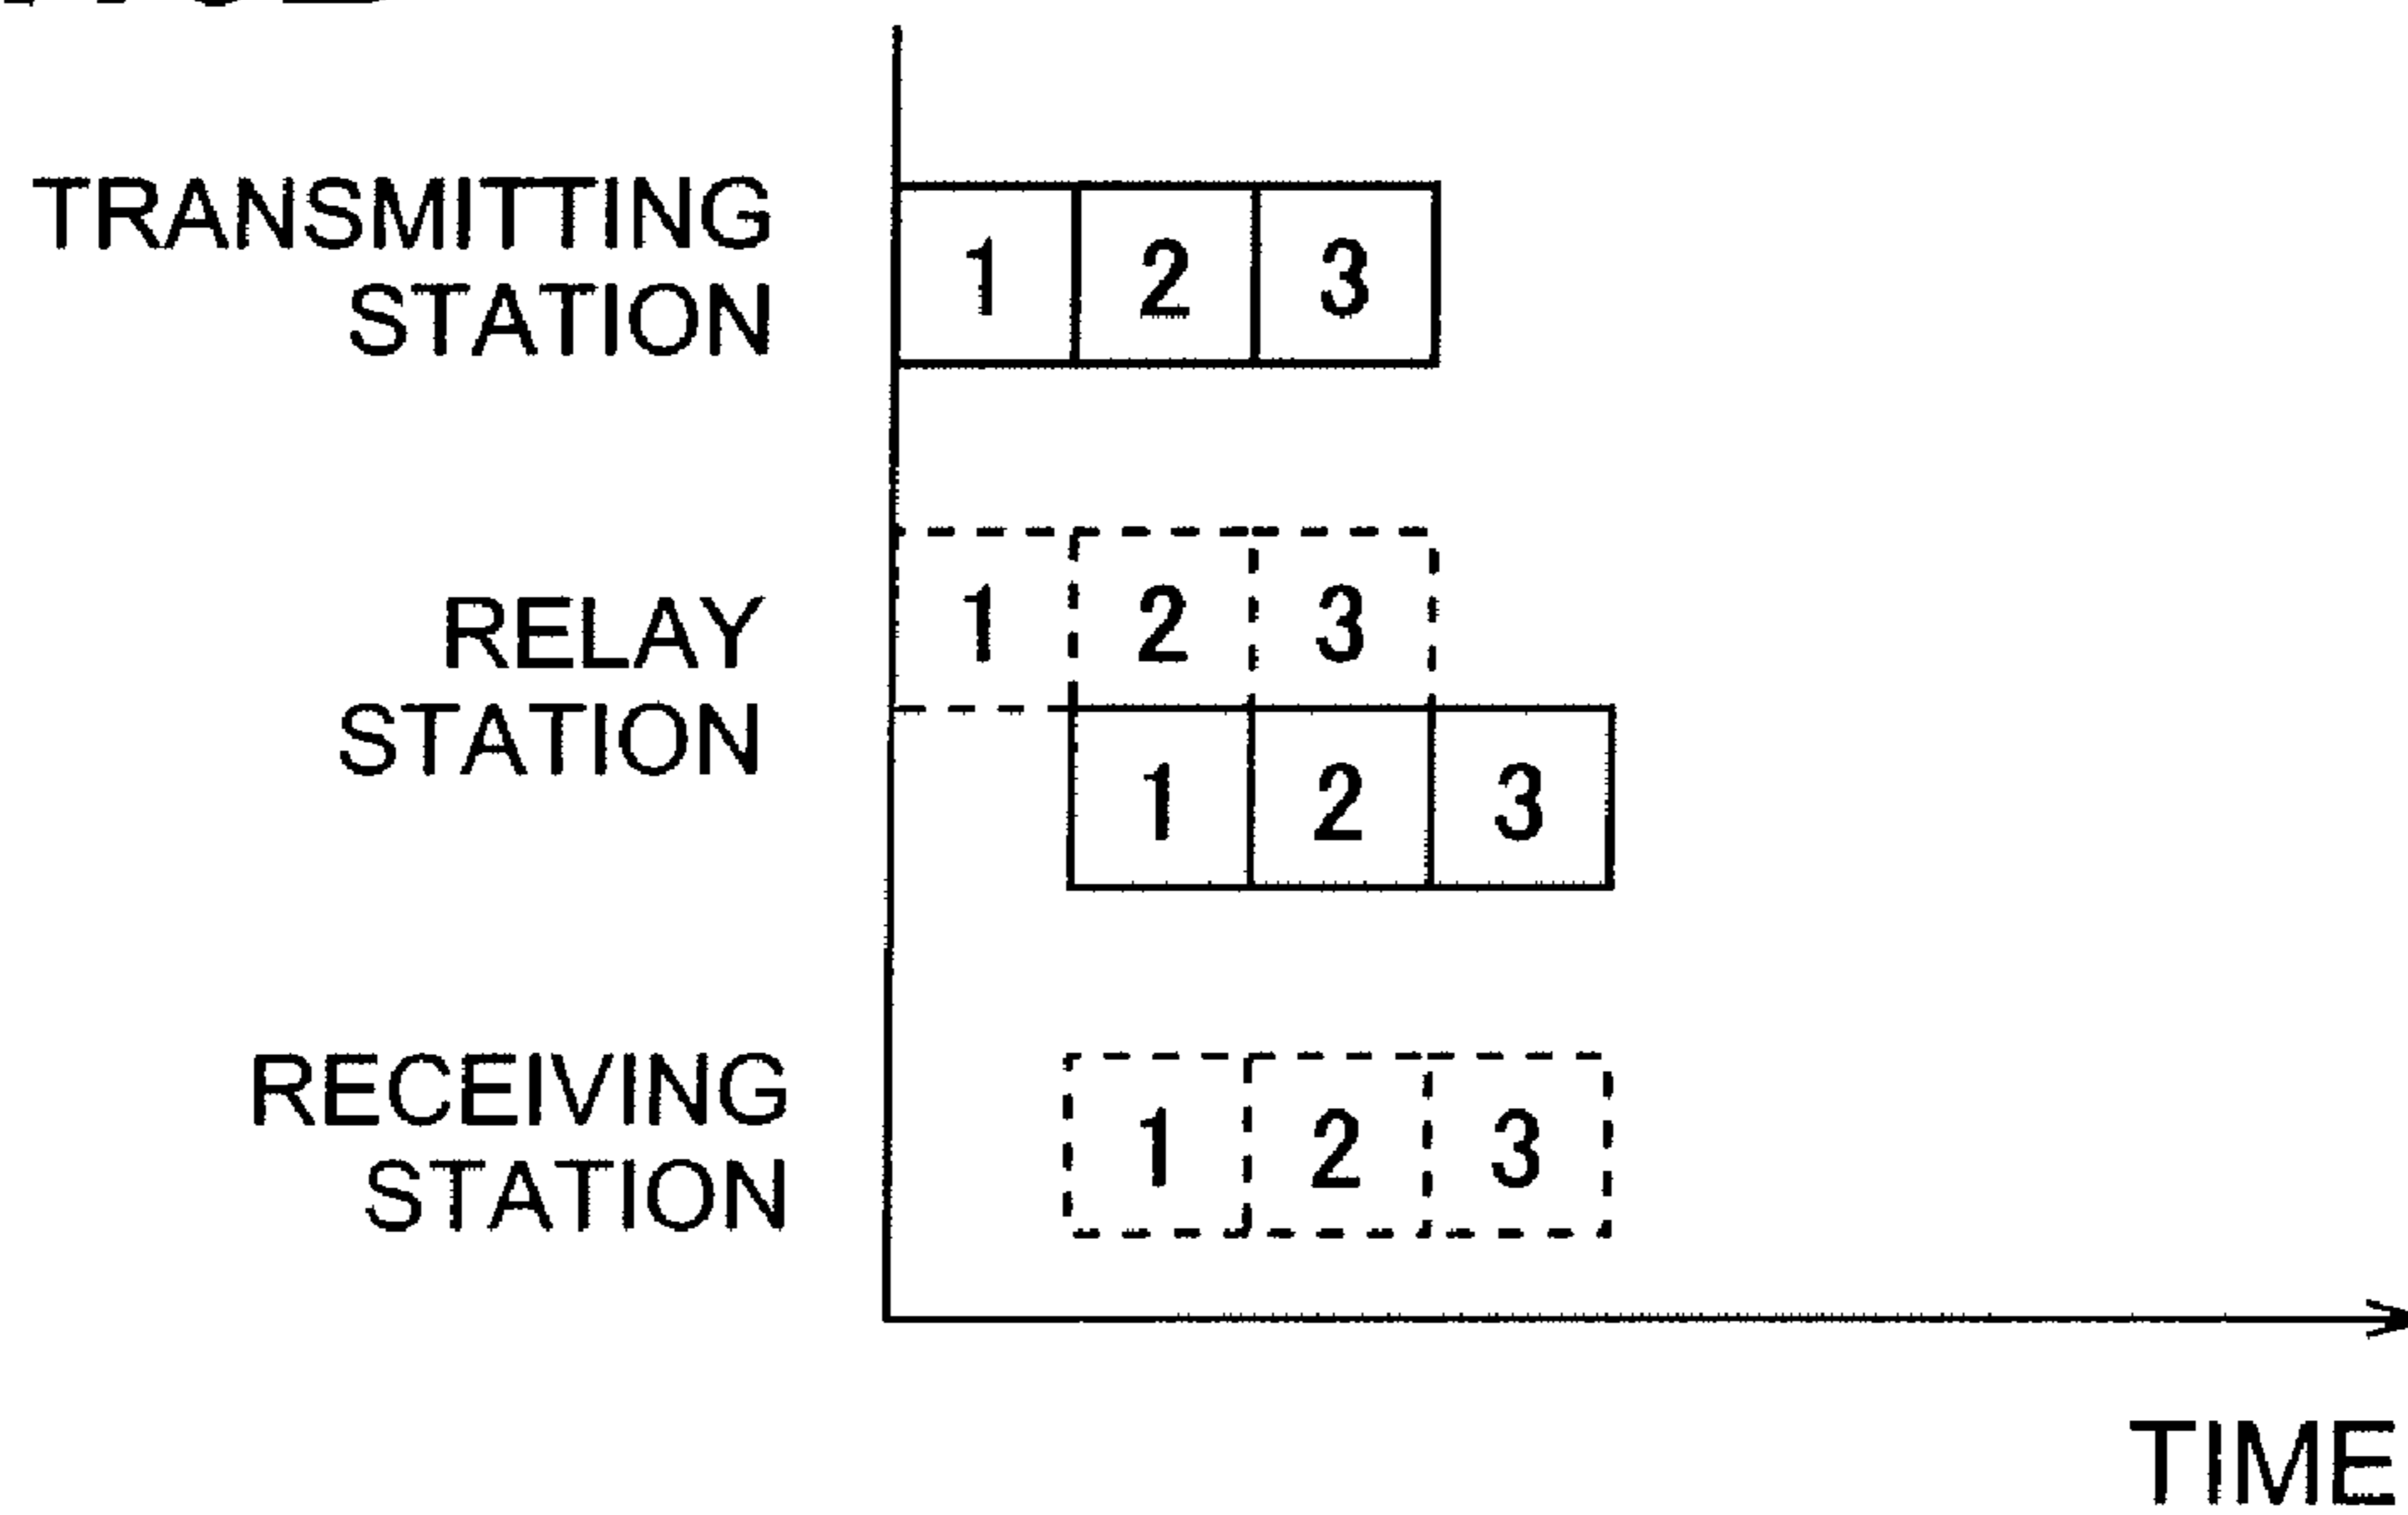 TRANSMITTING
STATION
1 2 3
RELAY
STATION
1 2 3
1 2 3
RECEIVING
STATION
1 2 3
TIME